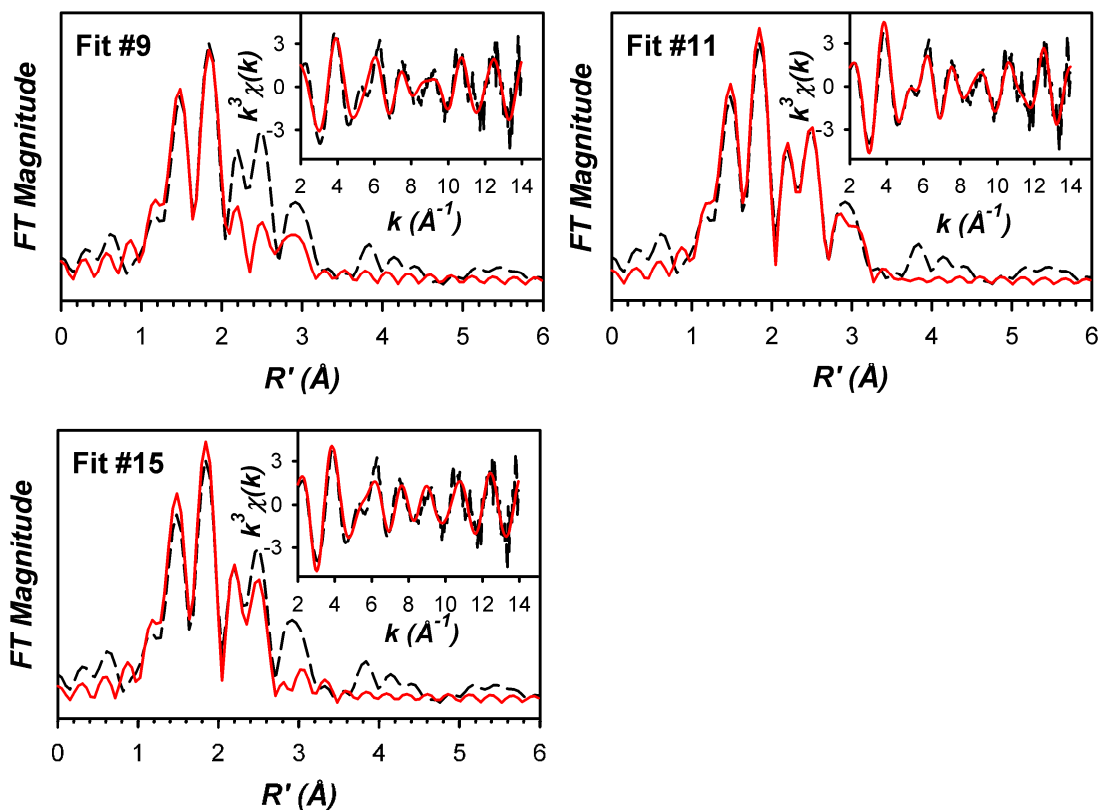 Fit #9
FT Magnitude
k³ χ(k)
3
0
-3
2 4 6 8 10 12 14
k (Å⁻¹)
0 1 2 3 4 5 6
R' (Å)
Fit #11
FT Magnitude
k³ χ(k)
3
0
-3
2 4 6 8 10 12 14
k (Å⁻¹)
0 1 2 3 4 5 6
R' (Å)
Fit #15
FT Magnitude
k³ χ(k)
3
0
-3
2 4 6 8 10 12 14
k (Å⁻¹)
0 1 2 3 4 5 6
R' (Å)